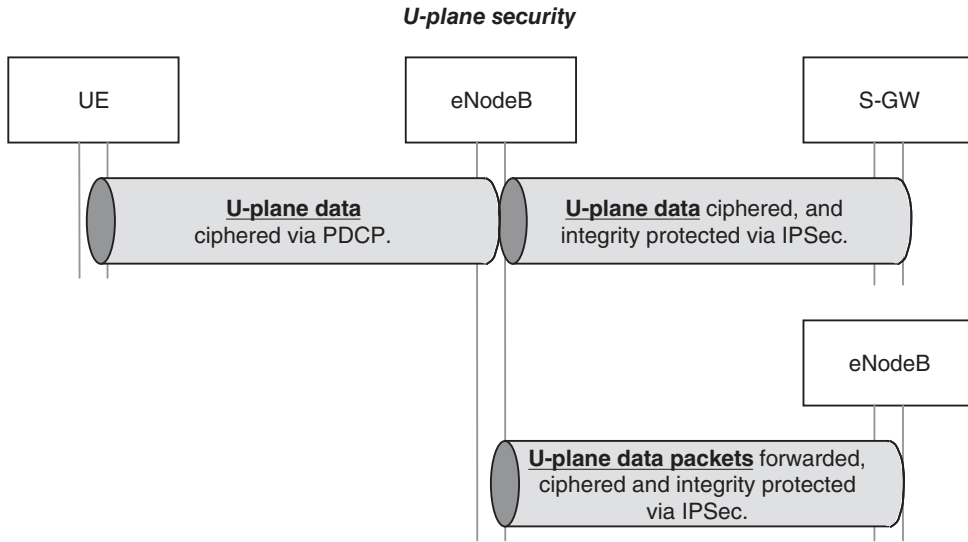 U-plane security
UE
eNodeB
S-GW
U-plane data
ciphered via PDCP.
U-plane data ciphered, and
integrity protected via IPSec.
eNodeB
U-plane data packets forwarded,
ciphered and integrity protected
via IPSec.